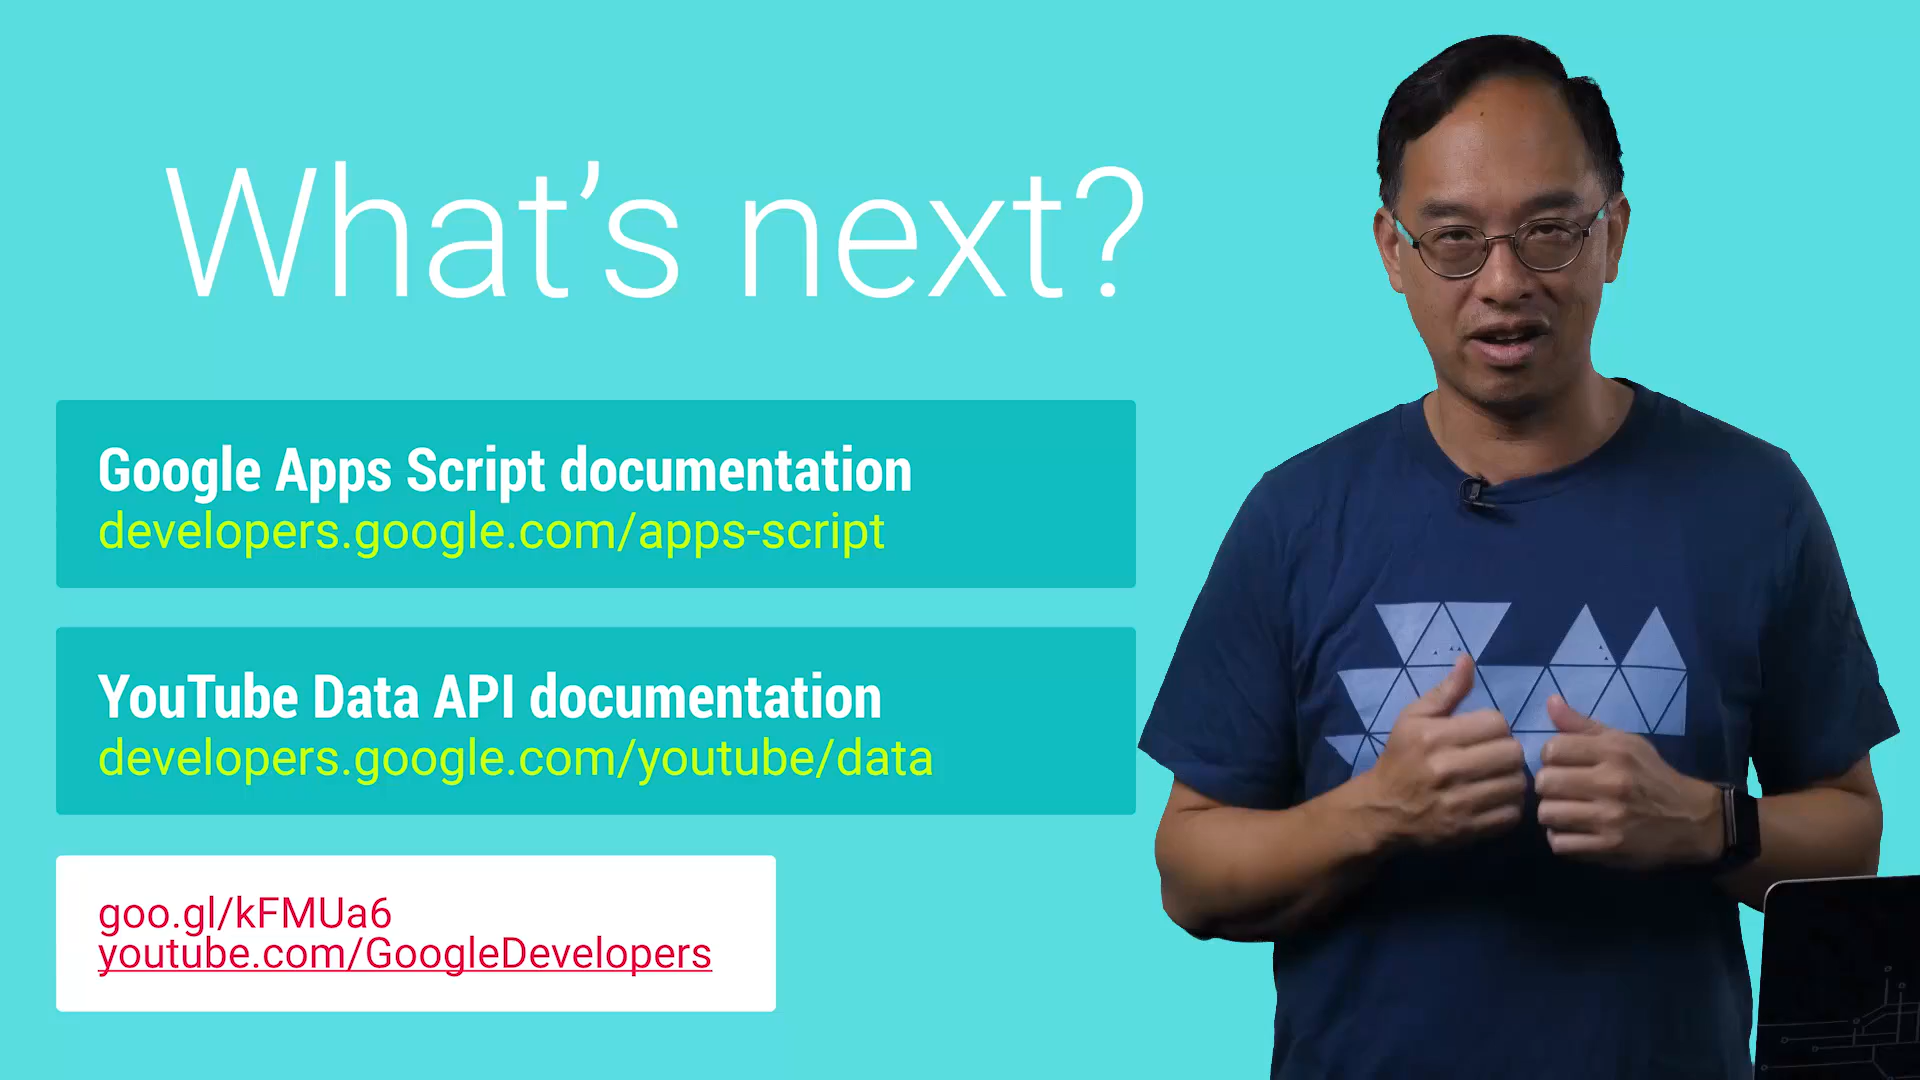 What’s next?
Google Apps Script documentation
developers.google.com/apps-script
YouTube Data API documentation
developers.google.com/youtube/data
goo.gl/kFMUa6
youtube.com/GoogleDevelopers